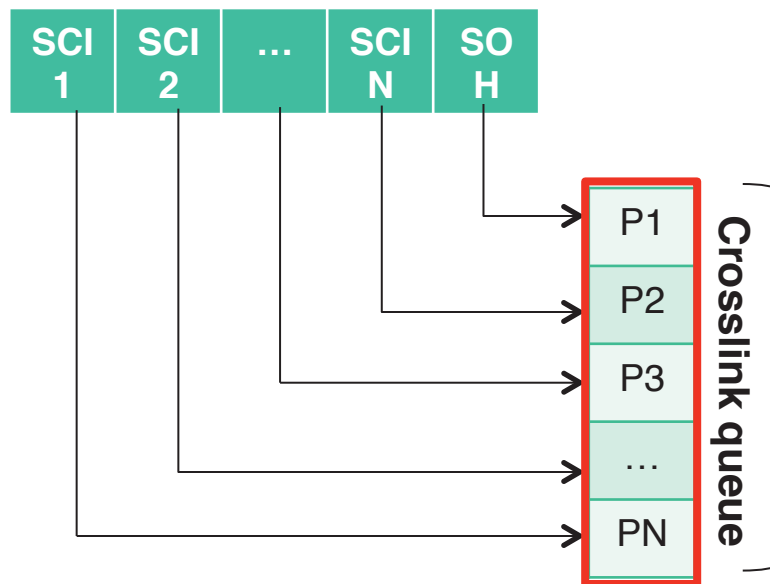 SCI SCI ... SCI SO
1 2 N H
P1
P2
P3
...
PN
Crosslink queue